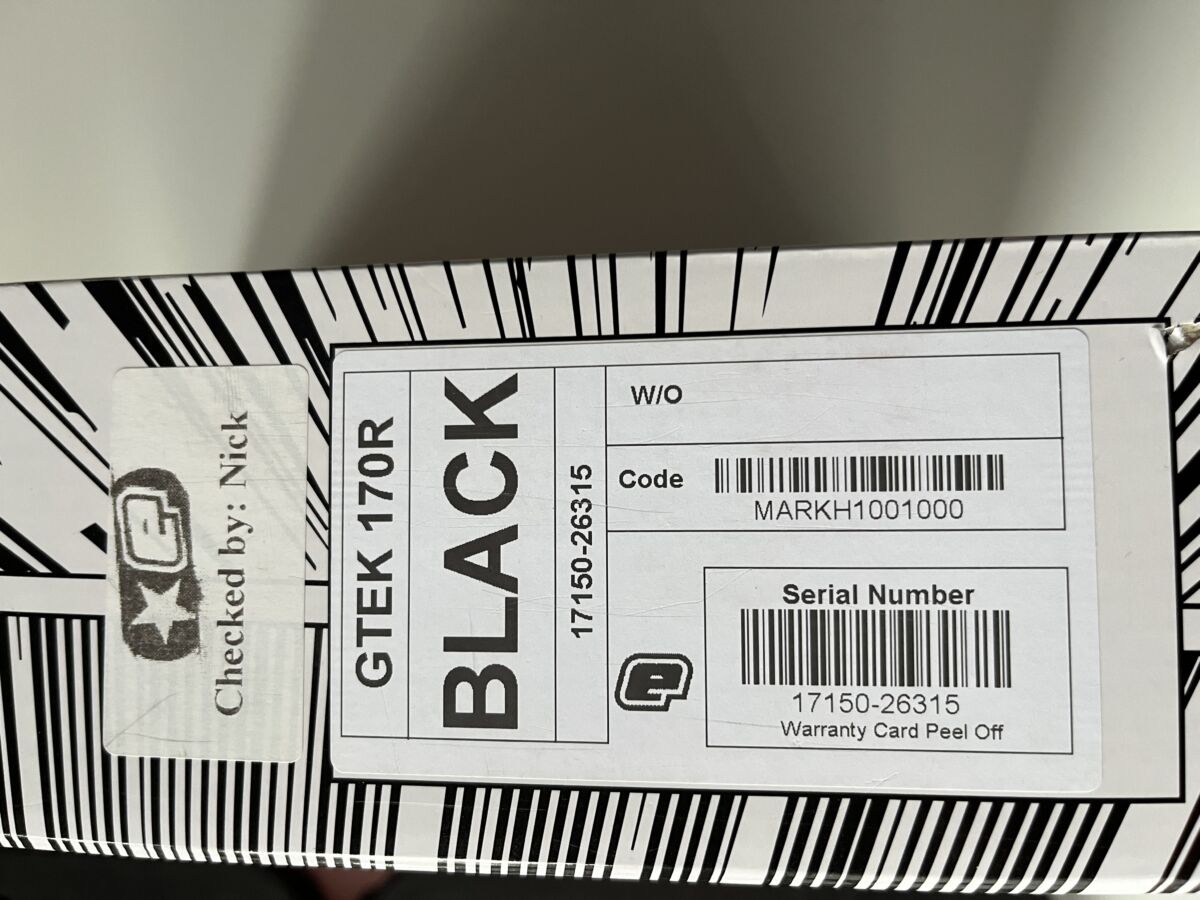 Checked by: Nick
GTEK 170R
BLACK
17150-26315
W/O
Code
MARKH1001000
e
Serial Number
17150-26315
Warranty Card Peel Off